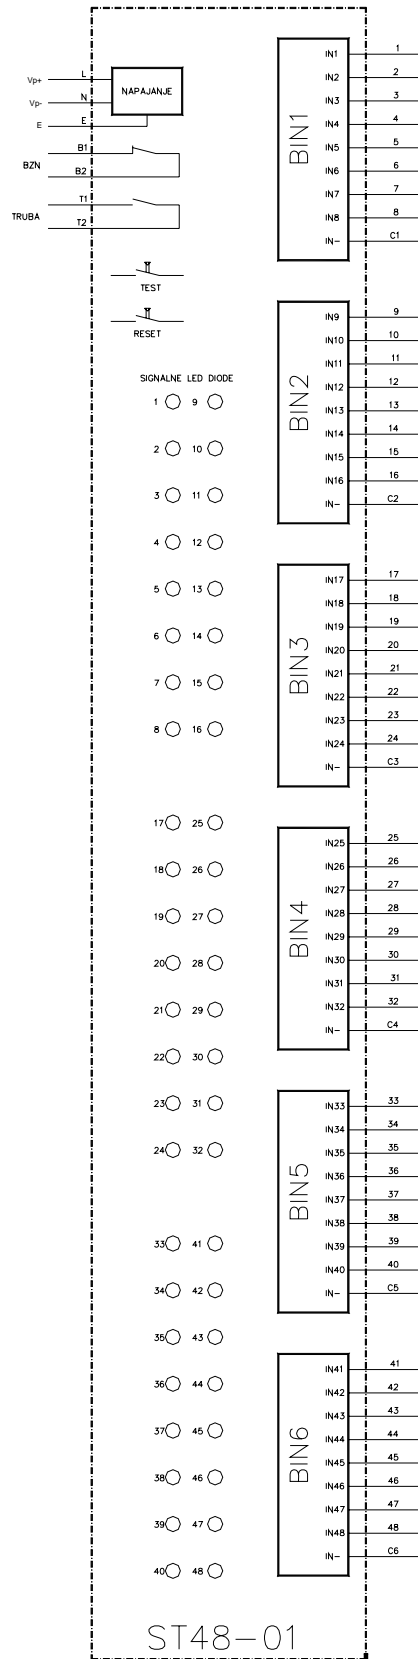 Vp+ L
Vp- N
E E
NAPAJANJE
BZN
B1
B2
TRUBA
T1
T2
TEST
RESET
SIGNALNE LED DIODE
1 9
2 10
3 11
4 12
5 13
6 14
7 15
8 16
17 25
18 26
19 27
20 28
21 29
22 30
23 31
24 32
33 41
34 42
35 43
36 44
37 45
38 46
39 47
40 48
BIN1
IN1 1
IN2 2
IN3 3
IN4 4
IN5 5
IN6 6
IN7 7
IN8 8
IN- C1
BIN2
IN9 9
IN10 10
IN11 11
IN12 12
IN13 13
IN14 14
IN15 15
IN16 16
IN- C2
BIN3
IN17 17
IN18 18
IN19 19
IN20 20
IN21 21
IN22 22
IN23 23
IN24 24
IN- C3
BIN4
IN25 25
IN26 26
IN27 27
IN28 28
IN29 29
IN30 30
IN31 31
IN32 32
IN- C4
BIN5
IN33 33
IN34 34
IN35 35
IN36 36
IN37 37
IN38 38
IN39 39
IN40 40
IN- C5
BIN6
IN41 41
IN42 42
IN43 43
IN44 44
IN45 45
IN46 46
IN47 47
IN48 48
IN- C6
ST48-01